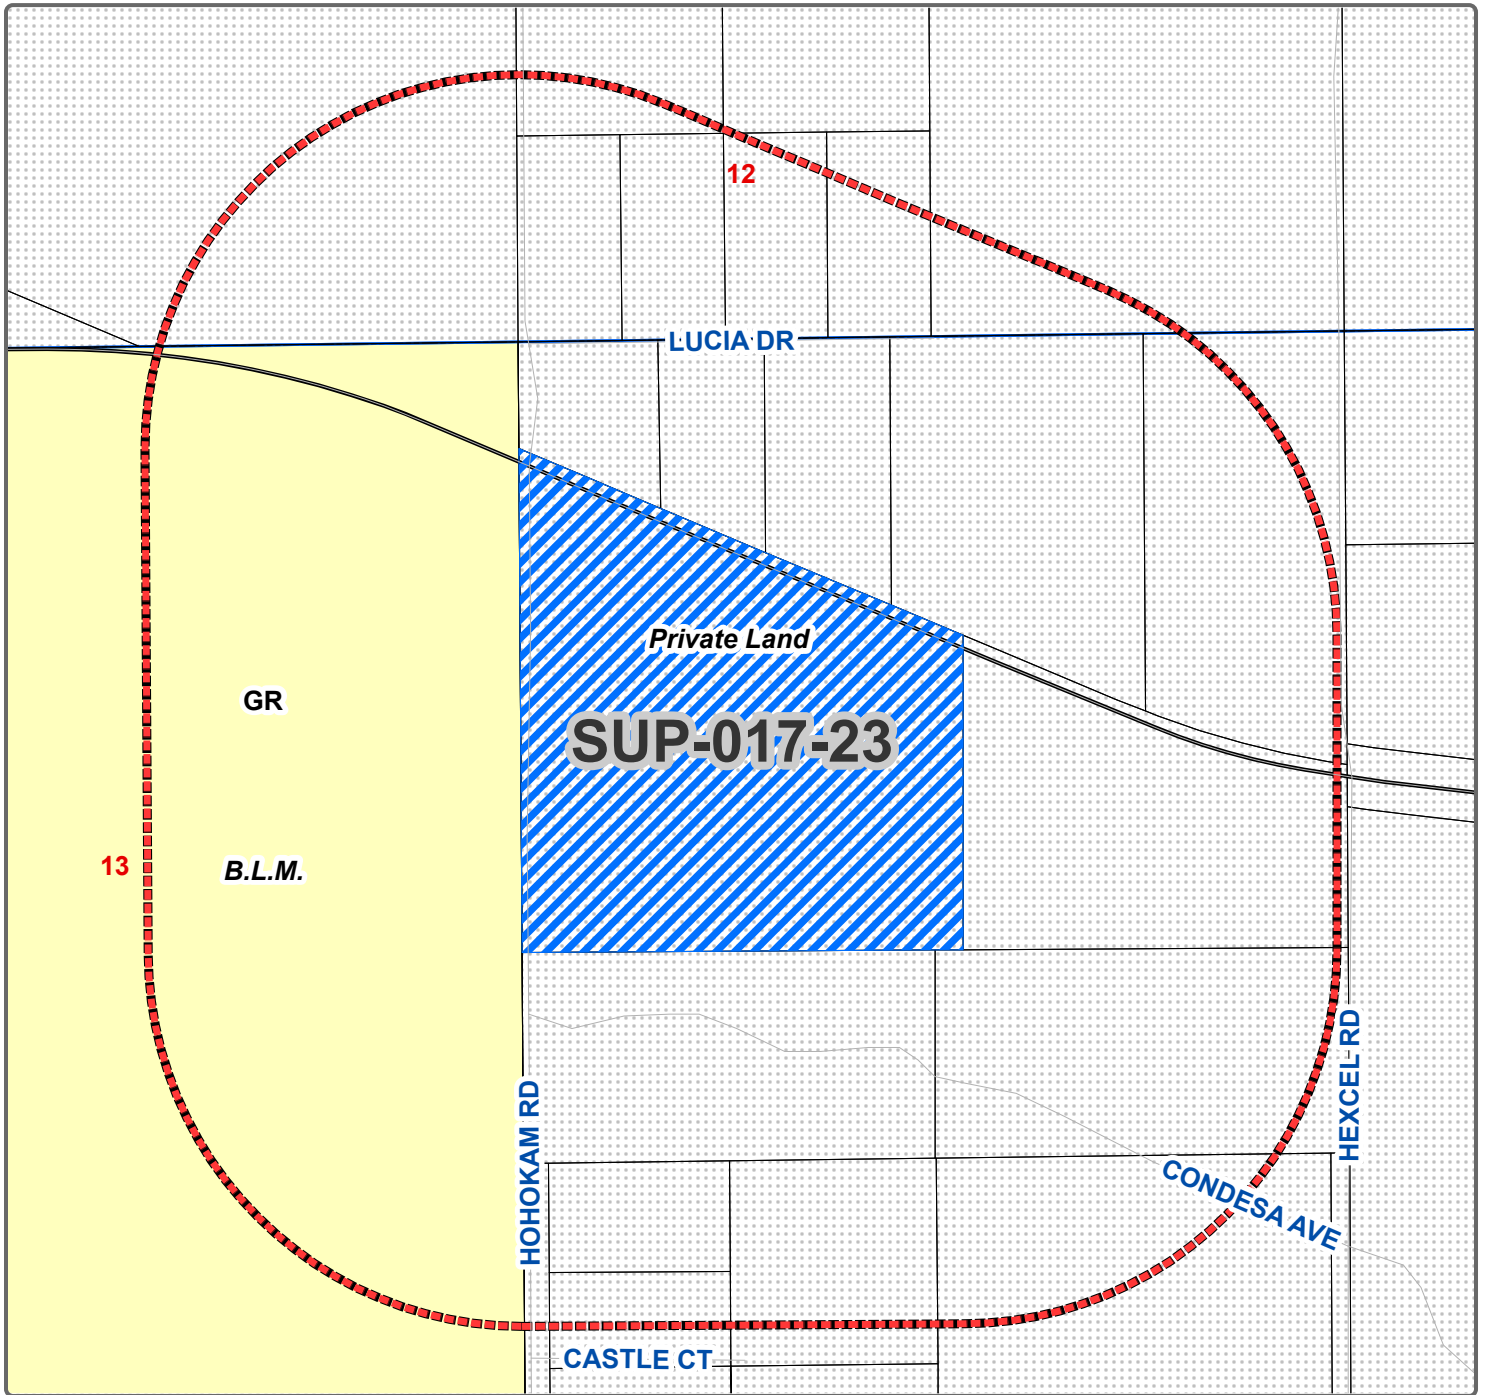 12
LUCIA DR
Private Land
GR
SUP-017-23
13
B.L.M.
HOHOKAM RD
HEXCEL RD
CONDESA AVE
CASTLE CT